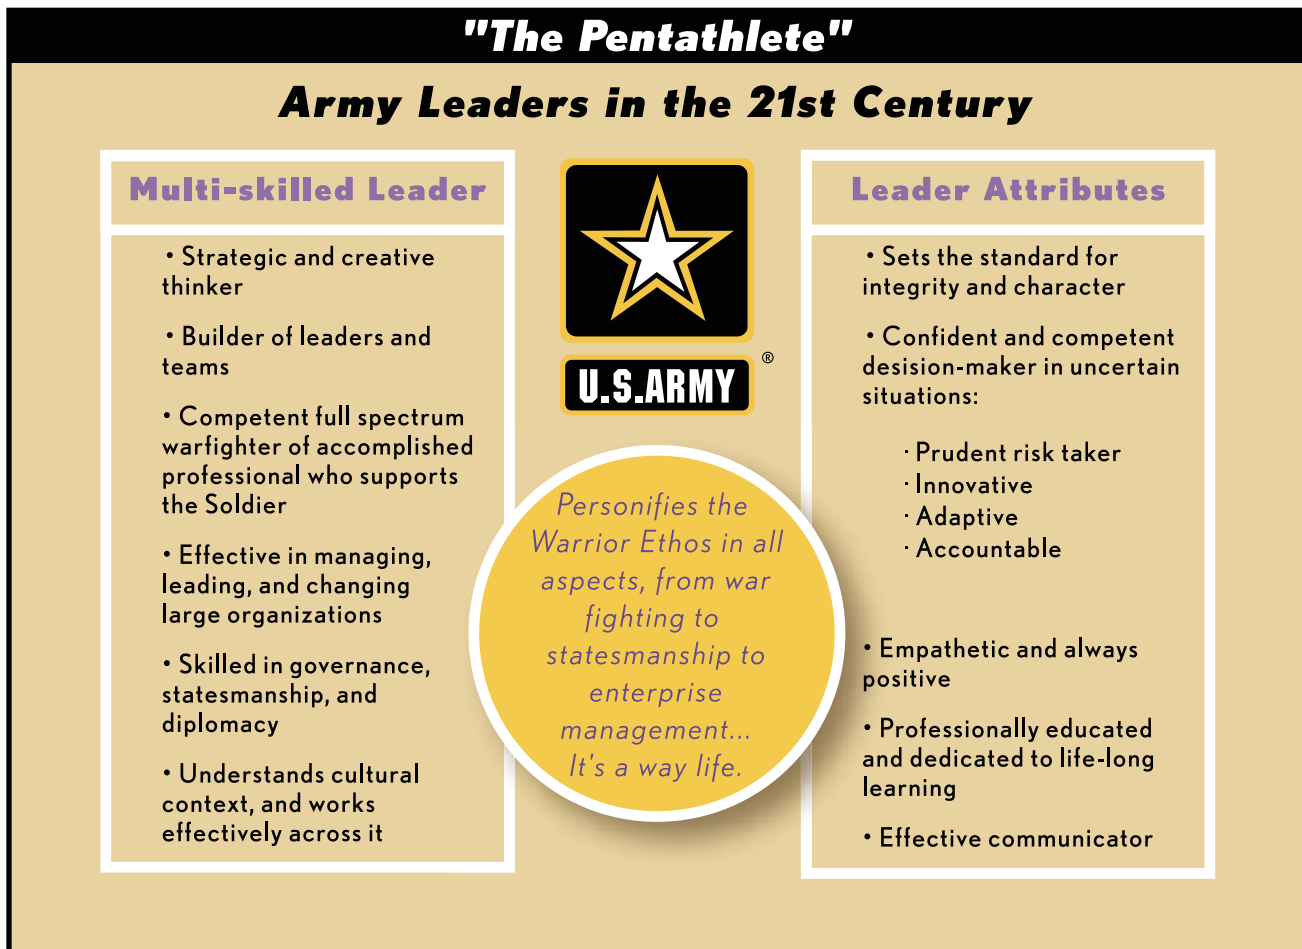 "The Pentathlete"
Army Leaders in the 21st Century
Multi-skilled Leader
• Strategic and creative
thinker
• Builder of leaders and
teams
• Competent full spectrum
warfighter of accomplished
professional who supports
the Soldier
• Effective in managing,
leading, and changing
large organizations
• Skilled in governance,
statesmanship, and
diplomacy
• Understands cultural
context, and works
effectively across it
U.S.ARMY
®
Personifies the
Warrior Ethos in all
aspects, from war
fighting to
statesmanship to
enterprise
management...
It's a way life.
Leader Attributes
• Sets the standard for
integrity and character
• Confident and competent
desision-maker in uncertain
situations:
· Prudent risk taker
· Innovative
· Adaptive
· Accountable
• Empathetic and always
positive
• Professionally educated
and dedicated to life-long
learning
• Effective communicator